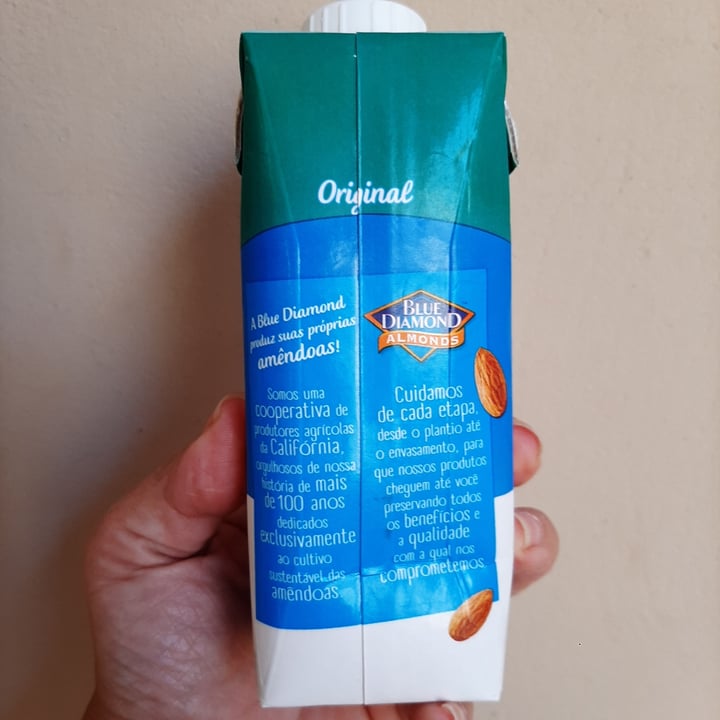 Original
A Blue Diamond
produz suas próprias
amêndoas!
Somos uma
cooperativa de
produtores agrícolas
da Califórnia,
orgulhosos de nossa
história de mais
de 100 anos
dedicados
exclusivamente
ao cultivo
sustentável das
amêndoas.
BLUE
DIAMOND
ALMONDS
Cuidamos
de cada etapa,
desde o plantio até
o envasamento, para
que nossos produtos
cheguem até você
preservando todos
os benefícios e
a qualidade
com a qual nos
comprometemos.